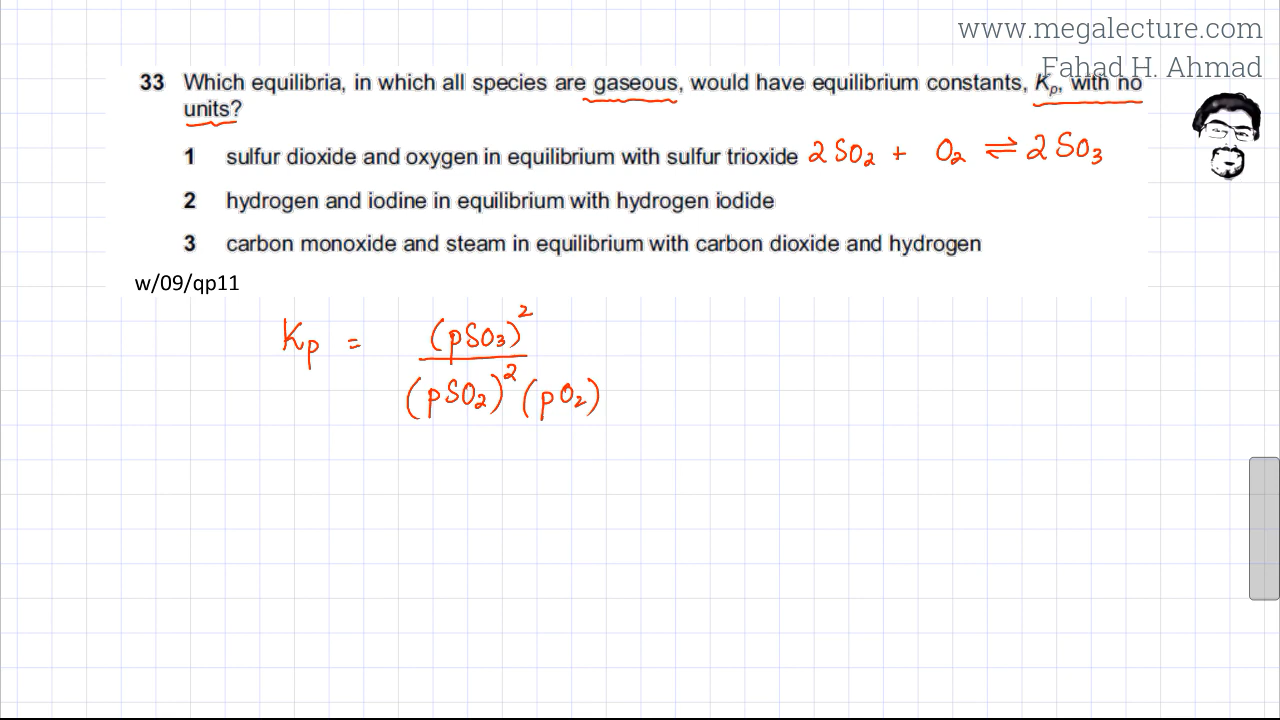 www.megalecture.com
Fahad H. Ahmad
33 Which equilibria, in which all species are gaseous, would have equilibrium constants, Kp, with no
units?
1 sulfur dioxide and oxygen in equilibrium with sulfur trioxide 2SO₂ + O₂ ⇌ 2SO₃
2 hydrogen and iodine in equilibrium with hydrogen iodide
3 carbon monoxide and steam in equilibrium with carbon dioxide and hydrogen
w/09/qp11
Kp = (pSO₃)²
(pSO₂)² (pO₂)